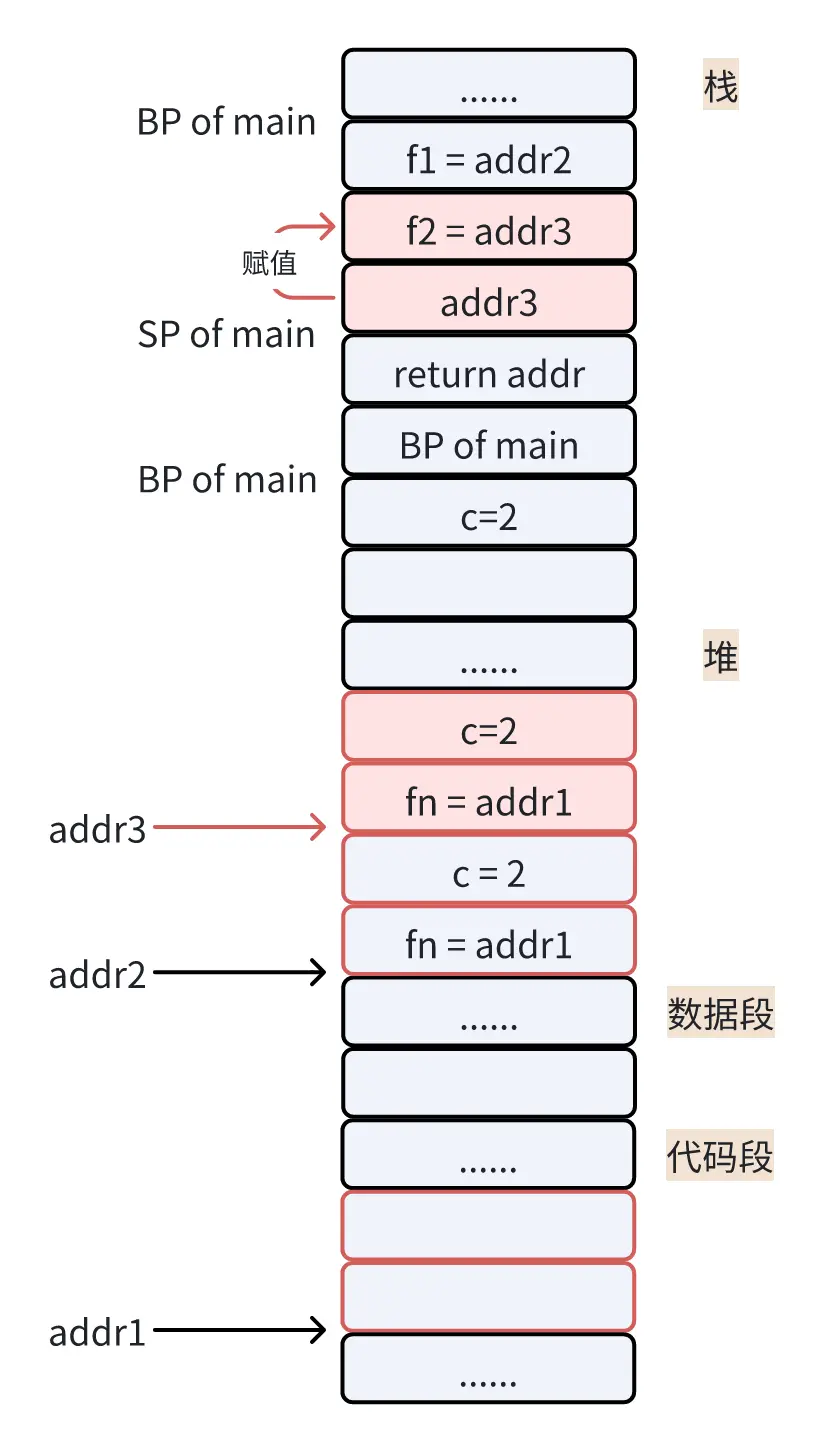 ......
栈
BP of main
f1 = addr2
f2 = addr3
赋值
addr3
SP of main
return addr
BP of main
BP of main
c=2
......
堆
c=2
fn = addr1
addr3
c = 2
fn = addr1
addr2
......
数据段
......
代码段
addr1
......